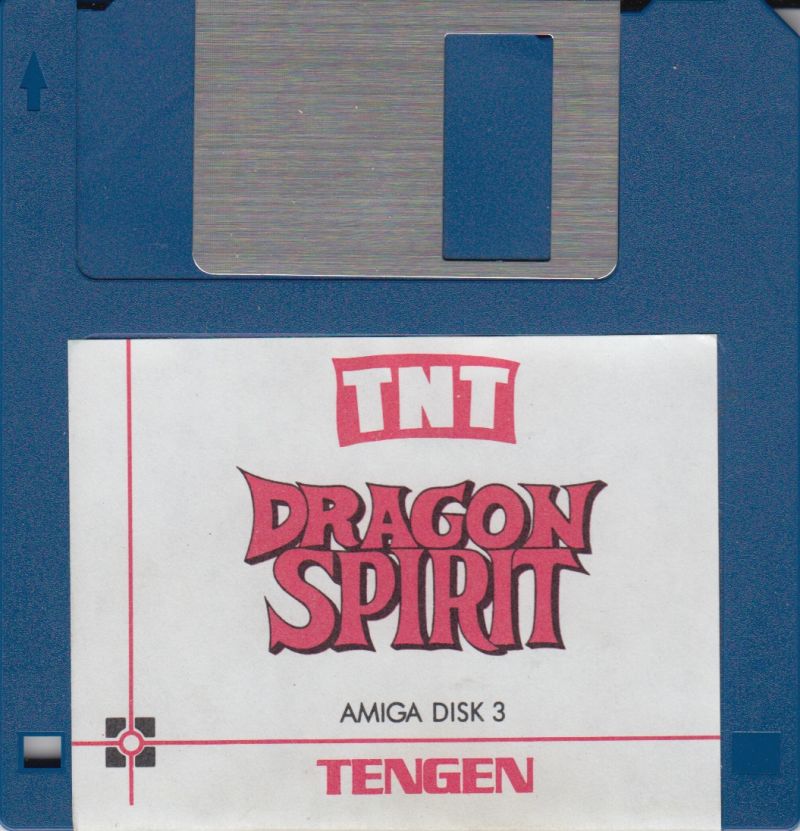 TNT
DRAGON
SPIRIT
AMIGA DISK 3
TENGEN